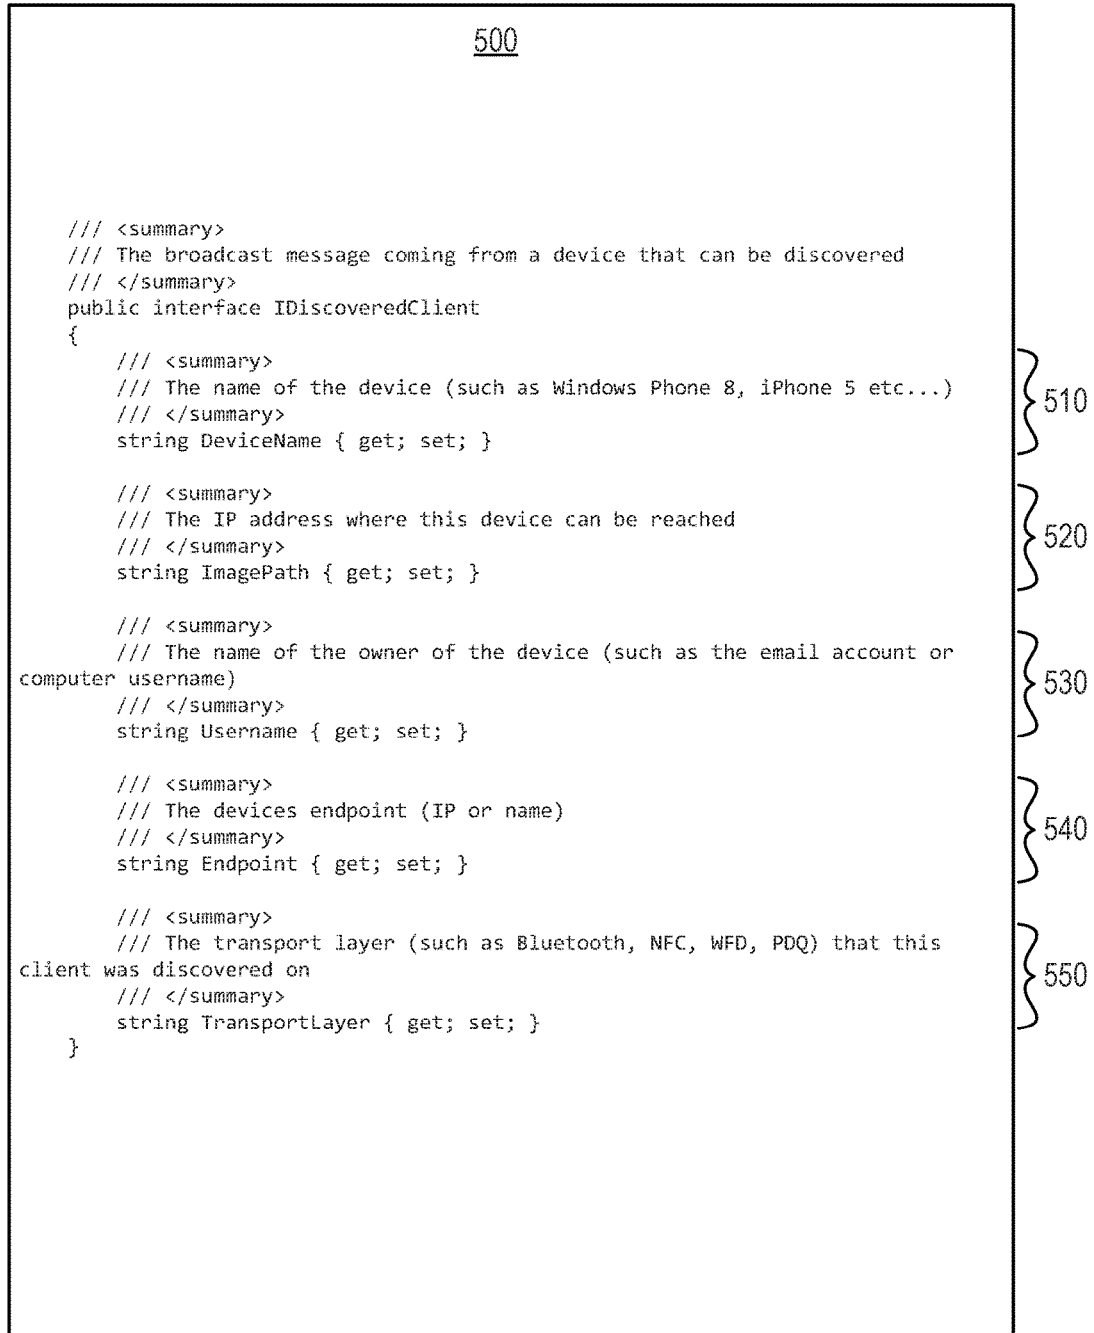 500
/// <summary>
/// The broadcast message coming from a device that can be discovered
/// </summary>
public interface IDiscoveredClient
{
/// <summary>
/// The name of the device (such as Windows Phone 8, iPhone 5 etc...)
/// </summary>
string DeviceName { get; set; }
510
/// <summary>
/// The IP address where this device can be reached
/// </summary>
string ImagePath { get; set; }
520
/// <summary>
/// The name of the owner of the device (such as the email account or
computer username)
/// </summary>
string Username { get; set; }
530
/// <summary>
/// The devices endpoint (IP or name)
/// </summary>
string Endpoint { get; set; }
540
/// <summary>
/// The transport layer (such as Bluetooth, NFC, WFD, PDQ) that this
client was discovered on
/// </summary>
string TransportLayer { get; set; }
550
}